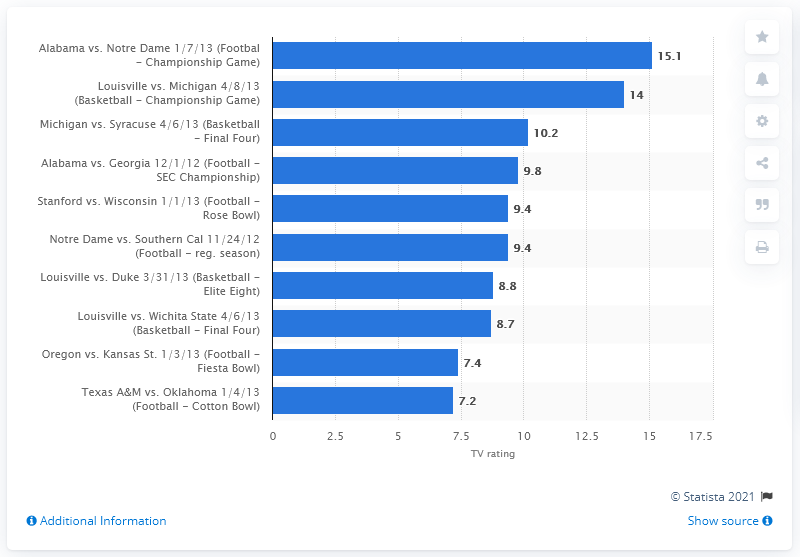 Alabama vs. Notre Dame 1/7/13 (Footbal
- Championship Game)
15.1
Louisville vs. Michigan 4/8/13
(Basketball - Championship Game)
14
Michigan vs. Syracuse 4/6/13 (Basketball
- Final Four)
10.2
Alabama vs. Georgia 12/1/12 (Football -
SEC Championship)
9.8
Stanford vs. Wisconsin 1/1/13 (Football -
Rose Bowl)
9.4
Notre Dame vs. Southern Cal 11/24/12
(Football - reg. season)
9.4
Louisville vs. Duke 3/31/13 (Basketball -
Elite Eight)
8.8
Louisville vs. Wichita State 4/6/13
(Basketball - Final Four)
8.7
Oregon vs. Kansas St. 1/3/13 (Football -
Fiesta Bowl)
7.4
Texas A&M vs. Oklahoma 1/4/13
(Football - Cotton Bowl)
7.2
0 2.5 5 7.5 10 12.5 15 17.5
TV rating
© Statista 2021
Additional Information
Show source